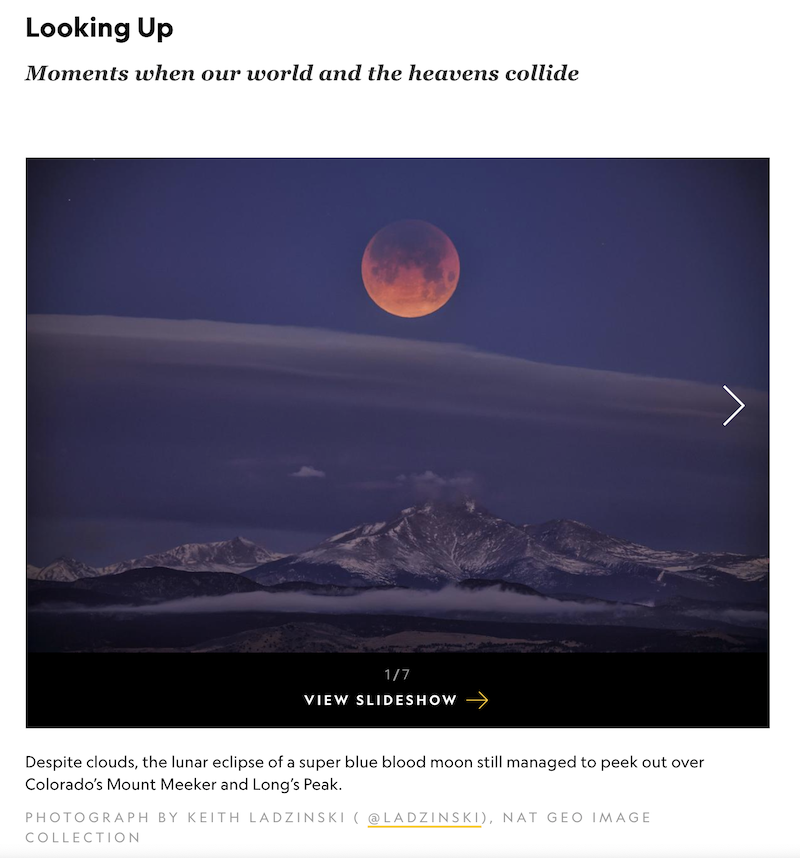 Looking Up
Moments when our world and the heavens collide
1/7
VIEW SLIDESHOW
Despite clouds, the lunar eclipse of a super blue blood moon still managed to peek out over
Colorado’s Mount Meeker and Long’s Peak.
PHOTOGRAPH BY KEITH LADZINSKI ( @LADZINSKI), NAT GEO IMAGE
COLLECTION